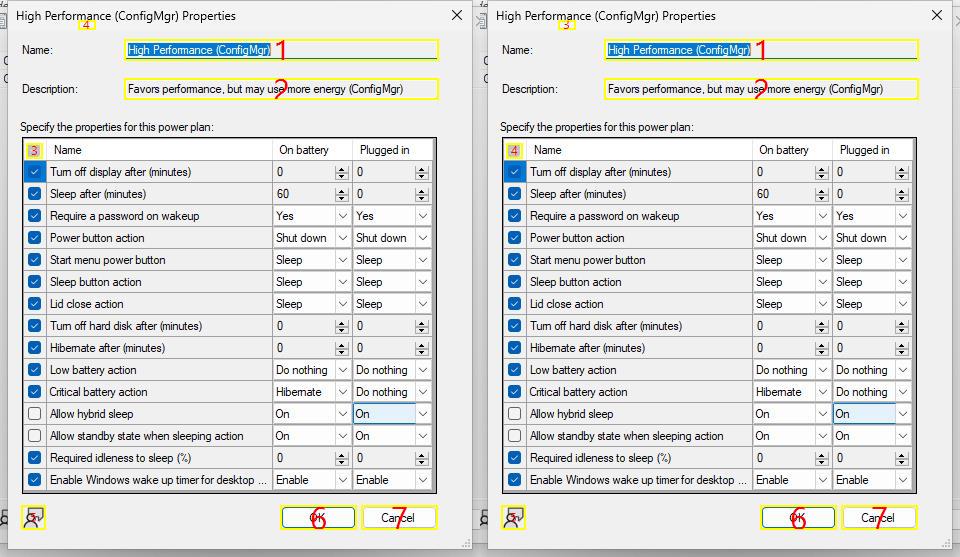 High Performance (ConfigMgr) Properties
4
Name: High Performance (ConfigMgr) 1
Description: Favors performance, but may use more energy (ConfigMgr) 2
Specify the properties for this power plan:
3 Name On battery Plugged in
Turn off display after (minutes) 0 0
Sleep after (minutes) 60 0
Require a password on wakeup Yes Yes
Power button action Shut down Shut down
Start menu power button Sleep Sleep
Sleep button action Sleep Sleep
Lid close action Sleep Sleep
Turn off hard disk after (minutes) 0 0
Hibernate after (minutes) 0 0
Low battery action Do nothing Do nothing
Critical battery action Hibernate Do nothing
Allow hybrid sleep On On
Allow standby state when sleeping action On On
Required idleness to sleep (%) 0 0
Enable Windows wake up timer for desktop ... Enable Enable
5 OK 6 Cancel 7
High Performance (ConfigMgr) Properties
3
Name: High Performance (ConfigMgr) 1
Description: Favors performance, but may use more energy (ConfigMgr) 2
Specify the properties for this power plan:
4 Name On battery Plugged in
Turn off display after (minutes) 0 0
Sleep after (minutes) 60 0
Require a password on wakeup Yes Yes
Power button action Shut down Shut down
Start menu power button Sleep Sleep
Sleep button action Sleep Sleep
Lid close action Sleep Sleep
Turn off hard disk after (minutes) 0 0
Hibernate after (minutes) 0 0
Low battery action Do nothing Do nothing
Critical battery action Hibernate Do nothing
Allow hybrid sleep On On
Allow standby state when sleeping action On On
Required idleness to sleep (%) 0 0
Enable Windows wake up timer for desktop ... Enable Enable
5 OK 6 Cancel 7